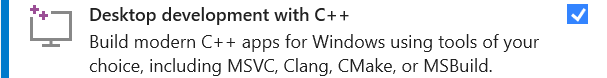 Desktop development with C++
Build modern C++ apps for Windows using tools of your
choice, including MSVC, Clang, CMake, or MSBuild.